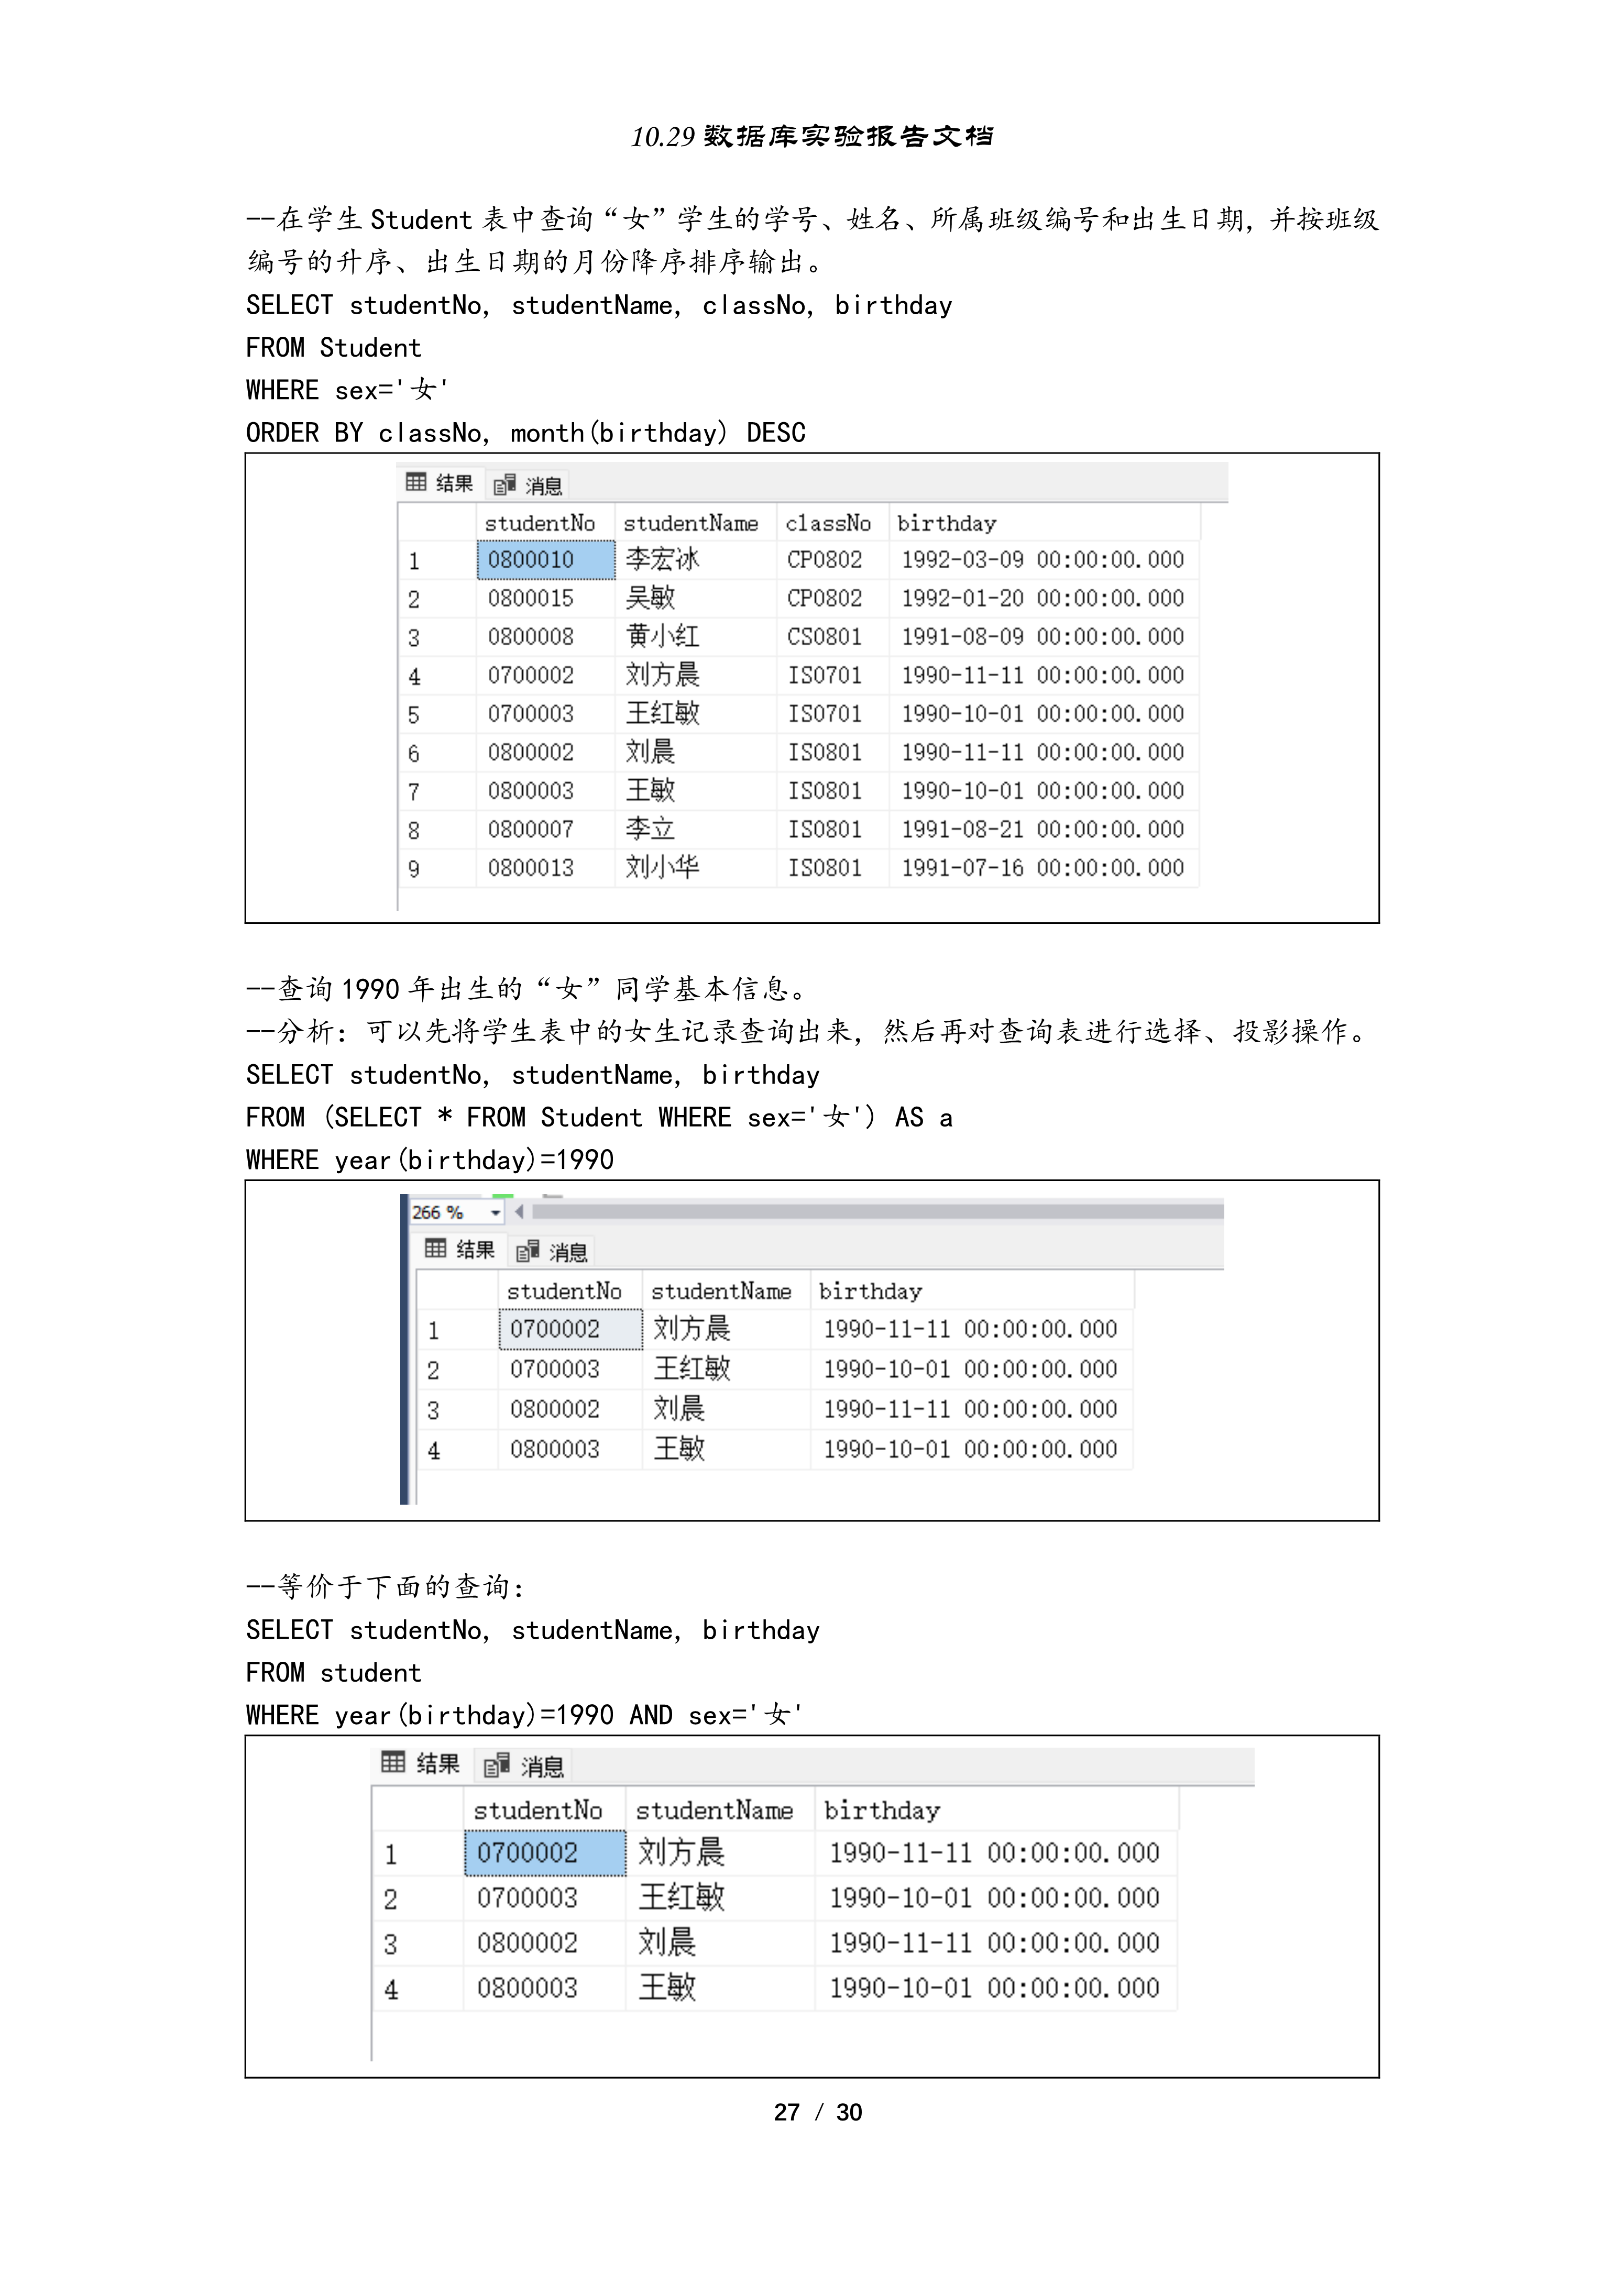 10.29 数据库实验报告文档
--在学生 Student 表中查询“女”学生的学号、姓名、所属班级编号和出生日期，并按班级
编号的升序、出生日期的月份降序排序输出。
SELECT studentNo, studentName, classNo, birthday
FROM Student
WHERE sex='女'
ORDER BY classNo, month(birthday) DESC
结果 消息
studentNo studentName classNo birthday
1 0800010 李宏冰 CP0802 1992-03-09 00:00:00.000
2 0800015 吴敏 CP0802 1992-01-20 00:00:00.000
3 0800008 黄小红 CS0801 1991-08-09 00:00:00.000
4 0700002 刘方晨 IS0701 1990-11-11 00:00:00.000
5 0700003 王红敏 IS0701 1990-10-01 00:00:00.000
6 0800002 刘晨 IS0801 1990-11-11 00:00:00.000
7 0800003 王敏 IS0801 1990-10-01 00:00:00.000
8 0800007 李立 IS0801 1991-08-21 00:00:00.000
9 0800013 刘小华 IS0801 1991-07-16 00:00:00.000
--查询 1990 年出生的“女”同学基本信息。
--分析：可以先将学生表中的女生记录查询出来，然后再对查询表进行选择、投影操作。
SELECT studentNo, studentName, birthday
FROM (SELECT * FROM Student WHERE sex='女') AS a
WHERE year(birthday)=1990
266 %
结果 消息
studentNo studentName birthday
1 0700002 刘方晨 1990-11-11 00:00:00.000
2 0700003 王红敏 1990-10-01 00:00:00.000
3 0800002 刘晨 1990-11-11 00:00:00.000
4 0800003 王敏 1990-10-01 00:00:00.000
--等价于下面的查询：
SELECT studentNo, studentName, birthday
FROM student
WHERE year(birthday)=1990 AND sex='女'
结果 消息
studentNo studentName birthday
1 0700002 刘方晨 1990-11-11 00:00:00.000
2 0700003 王红敏 1990-10-01 00:00:00.000
3 0800002 刘晨 1990-11-11 00:00:00.000
4 0800003 王敏 1990-10-01 00:00:00.000
27 / 30